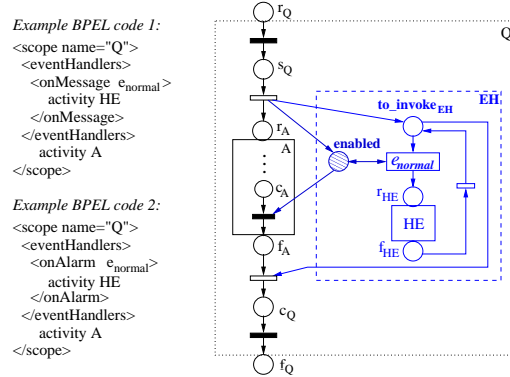 Example BPEL code 1:
<scope name="Q">
<eventHandlers>
<onMessage e_normal>
activity HE
</onMessage>
</eventHandlers>
activity A
</scope>
Example BPEL code 2:
<scope name="Q">
<eventHandlers>
<onAlarm e_normal>
activity HE
</onAlarm>
</eventHandlers>
activity A
</scope>
r_Q
Q
s_Q
EH
to_invoke_EH
r_A
A
enabled
e_normal
c_A
r_HE
HE
f_A
f_HE
c_Q
f_Q